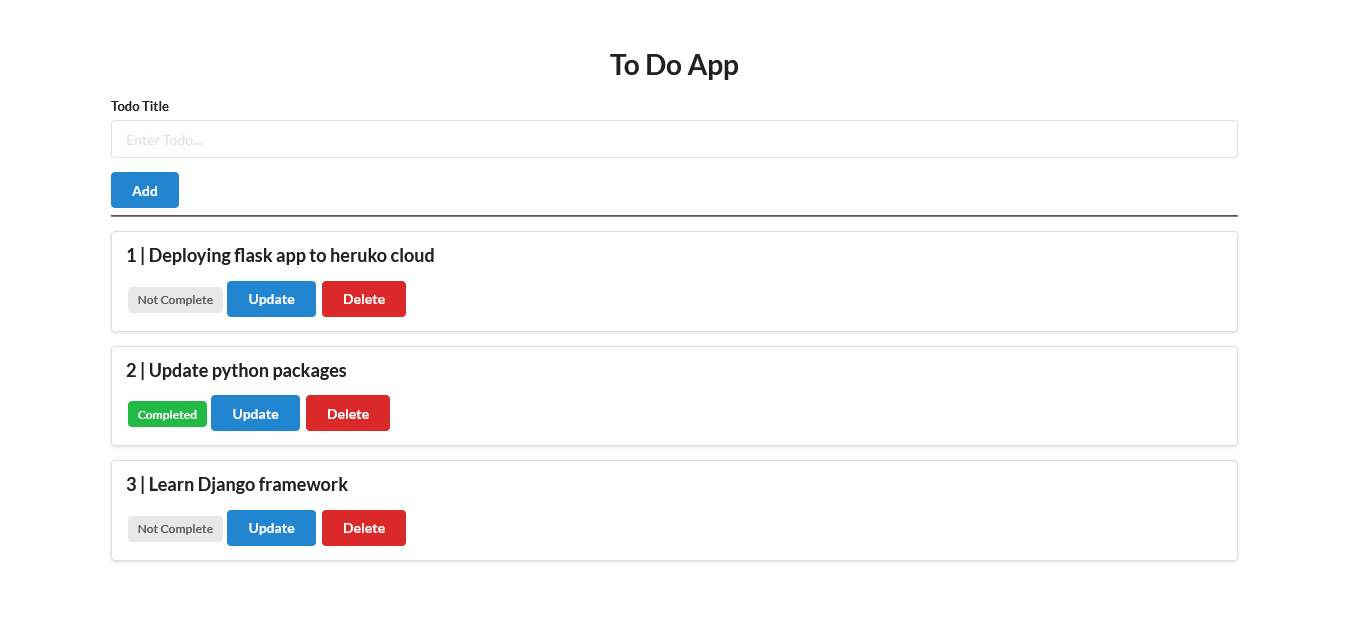 To Do App
Todo Title
Enter Todo...
Add
1 | Deploying flask app to heruko cloud
Not Complete Update Delete
2 | Update python packages
Completed Update Delete
3 | Learn Django framework
Not Complete Update Delete